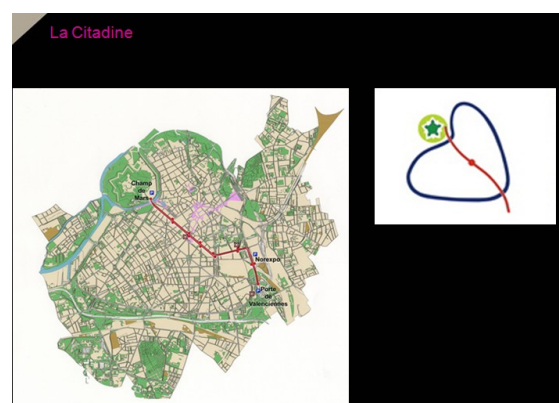 La Citadine
Champ
de
Mars
Norexpo
Porte
de
Valenciennes